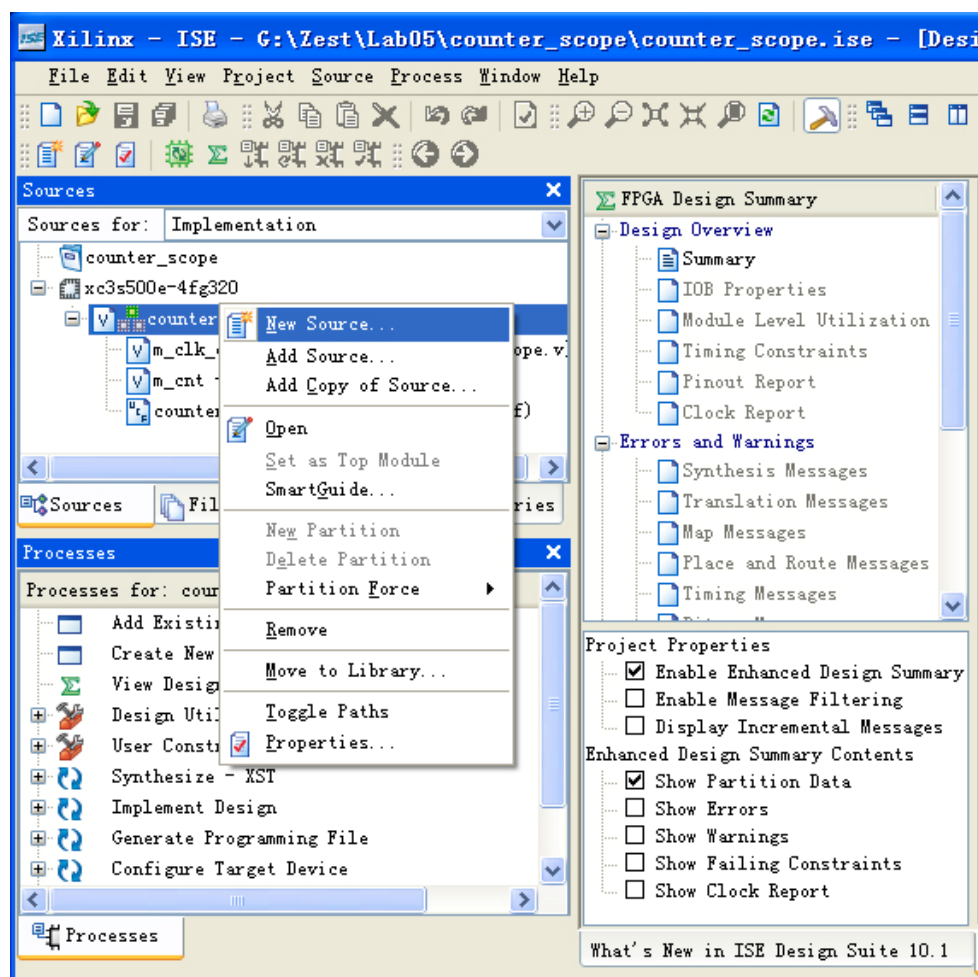 ISE Xilinx - ISE - G:\Zest\Lab05\counter_scope\counter_scope.ise - [Desi
File Edit View Project Source Process Window Help
Sources
Sources for: Implementation
counter_scope
xc3s500e-4fg320
counter
m_clk_ ope.v
m_cnt -
counter f)
Sources Fil ries
New Source...
Add Source...
Add Copy of Source...
Open
Set as Top Module
SmartGuide...
New Partition
Delete Partition
Partition Force
Remove
Move to Library...
Toggle Paths
Properties...
Processes
Processes for: cour
Add Existi
Create New
View Desig
Design Uti
User Constr
Synthesize - XST
Implement Design
Generate Programming File
Configure Target Device
Processes
FPGA Design Summary
Design Overview
Summary
IOB Properties
Module Level Utilization
Timing Constraints
Pinout Report
Clock Report
Errors and Warnings
Synthesis Messages
Translation Messages
Map Messages
Place and Route Messages
Timing Messages
Project Properties
Enable Enhanced Design Summary
Enable Message Filtering
Display Incremental Messages
Enhanced Design Summary Contents
Show Partition Data
Show Errors
Show Warnings
Show Failing Constraints
Show Clock Report
What's New in ISE Design Suite 10.1